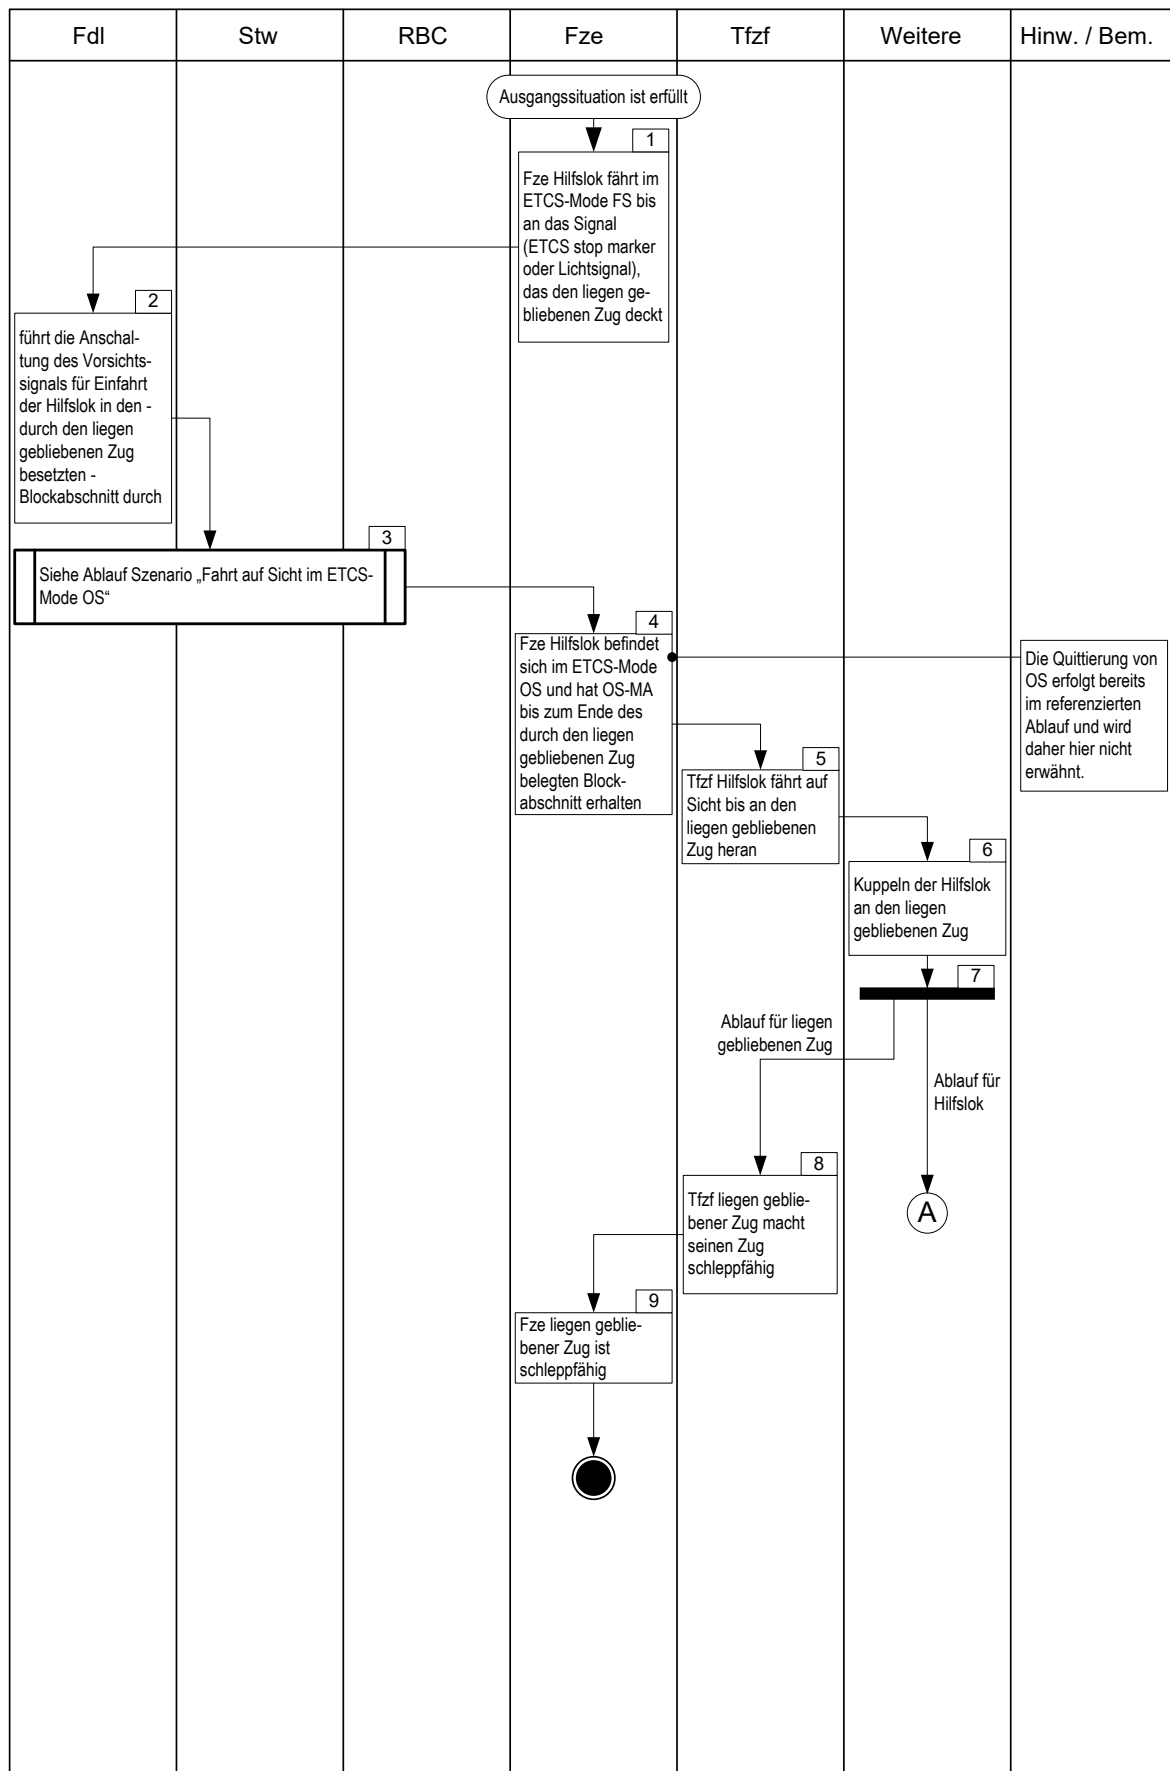 Fdl
Stw
RBC
Fze
Tfzf
Weitere
Hinw. / Bem.
Ausgangssituation ist erfüllt
1
Fze Hilfslok fährt im
ETCS-Mode FS bis
an das Signal
(ETCS stop marker
oder Lichtsignal),
das den liegen ge-
bliebenen Zug deckt
2
führt die Anschal-
tung des Vorsichts-
signals für Einfahrt
der Hilfslok in den -
durch den liegen
gebliebenen Zug
besetzten -
Blockabschnitt durch
3
Siehe Ablauf Szenario „Fahrt auf Sicht im ETCS-
Mode OS“
4
Fze Hilfslok befindet
sich im ETCS-Mode
OS und hat OS-MA
bis zum Ende des
durch den liegen
gebliebenen Zug
belegten Block-
abschnitt erhalten
Die Quittierung von
OS erfolgt bereits
im referenzierten
Ablauf und wird
daher hier nicht
erwähnt.
5
Tfzf Hilfslok fährt auf
Sicht bis an den
liegen gebliebenen
Zug heran
6
Kuppeln der Hilfslok
an den liegen
gebliebenen Zug
7
Ablauf für liegen
gebliebenen Zug
Ablauf für
Hilfslok
8
Tfzf liegen geblie-
bener Zug macht
seinen Zug
schleppfähig
A
9
Fze liegen geblie-
bener Zug ist
schleppfähig